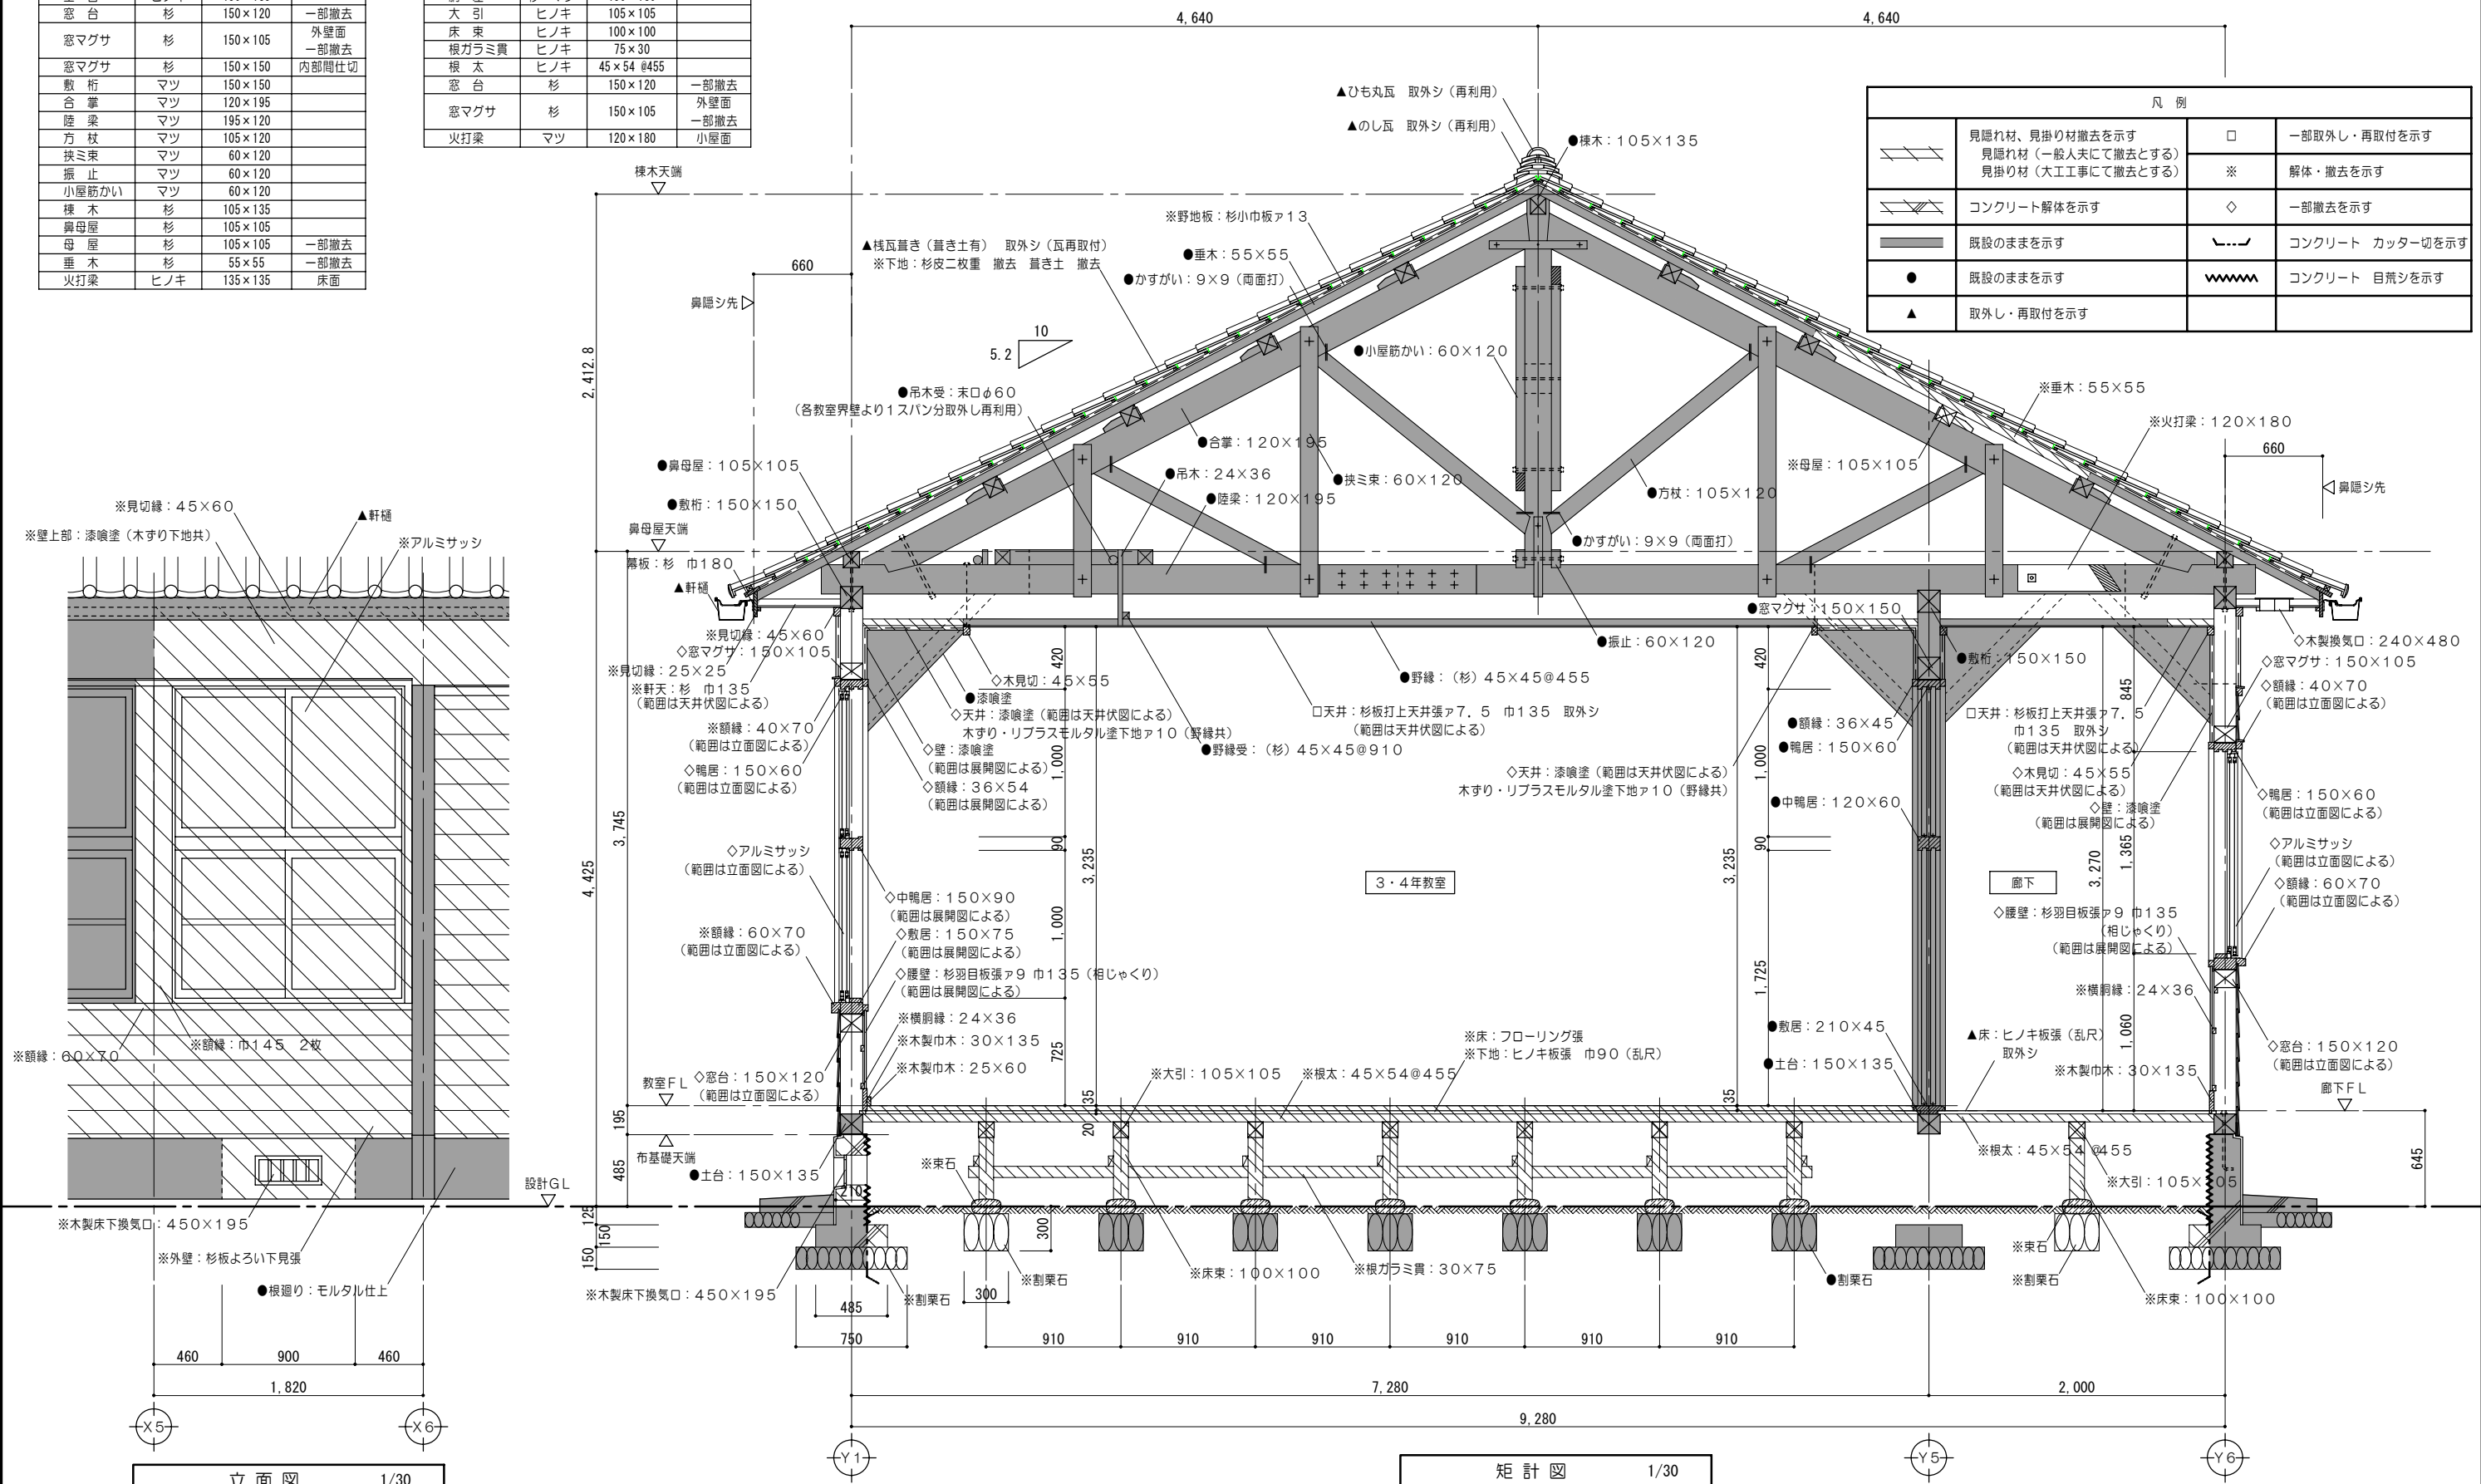 窓 台 杉 150×120 一部撤去
窓マグサ 杉 150×105 外壁面
一部撤去
窓マグサ 杉 150×150 内部間仕切
敷 桁 マツ 150×150
合 掌 マツ 120×195
陸 梁 マツ 195×120
方 杖 マツ 105×120
挟ミ束 マツ 60×120
振 止 マツ 60×120
小屋筋かい マツ 60×120
棟 木 杉 105×135
鼻母屋 杉 105×105
母 屋 杉 105×105 一部撤去
垂 木 杉 55×55 一部撤去
火打梁 ヒノキ 135×135 床面
大 引 ヒノキ 105×105
床 束 ヒノキ 100×100
根ガラミ貫 ヒノキ 75×30
根 太 ヒノキ 45×54 @455
窓 台 杉 150×120 一部撤去
窓マグサ 杉 150×105 外壁面
一部撤去
火打梁 マツ 120×180 小屋面
凡 例
見隠れ材、見掛り材撤去を示す
見隠れ材（一般人夫にて撤去とする）
見掛り材（大工工事にて撤去とする）
□ 一部取外し・再取付を示す
※ 解体・撤去を示す
コンクリート解体を示す
◇ 一部撤去を示す
既設のままを示す
コンクリート カッター切を示す
● 既設のままを示す
コンクリート 目荒シを示す
▲ 取外し・再取付を示す
4,640
4,640
▲ひも丸瓦 取外シ（再利用）
▲のし瓦 取外シ（再利用）
●棟木：105×135
棟木天端
※野地板：杉小巾板ァ13
▲桟瓦葺き（葺き土有） 取外シ（瓦再取付）
※下地：杉皮二枚重 撤去 葺き土 撤去
●垂木：55×55
●かすがい：9×9（両面打）
660
鼻隠シ先
10
5.2
2,412.8
●小屋筋かい：60×120
●吊木受：末口φ60
（各教室界壁より1スパン分取外し再利用）
※垂木：55×55
※火打梁：120×180
●合掌：120×195
●鼻母屋：105×105
●吊木：24×36
●挟ミ束：60×120
※母屋：105×105
660
鼻隠シ先
●敷桁：150×150
●陸梁：120×195
●方杖：105×120
鼻母屋天端
●かすがい：9×9（両面打）
幕板：杉 巾180
▲軒樋
※見切縁：45×60
▲軒樋
※壁上部：漆喰塗（木ずり下地共）
※アルミサッシ
●窓マグサ：150×150
●振止：60×120
※見切縁：45×60
◇窓マグサ：150×105
※見切縁：25×25
※軒天：杉 巾135
（範囲は天井伏図による）
◇木製換気口：240×480
◇窓マグサ：150×105
◇額縁：40×70
（範囲は立面図による）
420
420
845
●敷桁：150×150
●野縁：（杉）45×45@455
◇木見切：45×55
●漆喰塗
◇天井：漆喰塗（範囲は天井伏図による）
木ずり・リブラスモルタル塗下地ァ10（野縁共）
□天井：杉板打上天井張ァ7．5 巾135 取外シ
（範囲は天井伏図による）
□天井：杉板打上天井張ァ7．5
巾135 取外シ
（範囲は天井伏図による）
※額縁：40×70
（範囲は立面図による）
●額縁：36×45
●鴨居：150×60
◇壁：漆喰塗
（範囲は展開図による）
●野縁受：（杉）45×45@910
◇鴨居：150×60
（範囲は立面図による）
◇額縁：36×54
（範囲は展開図による）
◇天井：漆喰塗（範囲は天井伏図による）
木ずり・リブラスモルタル塗下地ァ10（野縁共）
◇木見切：45×55
（範囲は天井伏図による）
◇壁：漆喰塗
（範囲は展開図による）
◇鴨居：150×60
（範囲は立面図による）
●中鴨居：120×60
1,000
1,000
3,745
4,425
90
90
3,235
3,235
3,270
1,365
◇アルミサッシ
（範囲は立面図による）
◇アルミサッシ
（範囲は立面図による）
3・4年教室
廊下
◇中鴨居：150×90
（範囲は展開図による）
◇額縁：60×70
（範囲は立面図による）
※額縁：60×70
（範囲は立面図による）
◇敷居：150×75
（範囲は展開図による）
◇腰壁：杉羽目板張ァ9 巾135
（相じゃくり）
（範囲は展開図による）
1,000
1,725
◇腰壁：杉羽目板張ァ9 巾135（相じゃくり）
（範囲は展開図による）
※横胴縁：24×36
※横胴縁：24×36
※木製巾木：30×135
※木製巾木：25×60
725
1,060
●敷居：210×45
●土台：150×135
※床：フローリング張
※下地：ヒノキ板張 巾90（乱尺）
▲床：ヒノキ板張（乱尺）
取外シ
※木製巾木：30×135
◇窓台：150×120
（範囲は立面図による）
※大引：105×105
※根太：45×54@455
教室FL
◇窓台：150×120
（範囲は立面図による）
廊下FL
※額縁：60×70
※額縁：巾145 2枚
35
35
20
195
布基礎天端
485
●土台：150×135
210
設計GL
※束石
※根太：45×54 @455
※大引：105×105
645
※木製床下換気口：450×195
※外壁：杉板よろい下見張
●根廻り：モルタル仕上
125
150
150
300
※木製床下換気口：450×195
※割栗石
※割栗石
300
※床束：100×100
※根ガラミ貫：30×75
●割栗石
※束石
※割栗石
※床束：100×100
485
750
910
910
910
910
910
910
460
900
460
1,820
7,280
2,000
9,280
X5
X6
Y1
Y5
Y6
立面図 1/30
矩計図 1/30